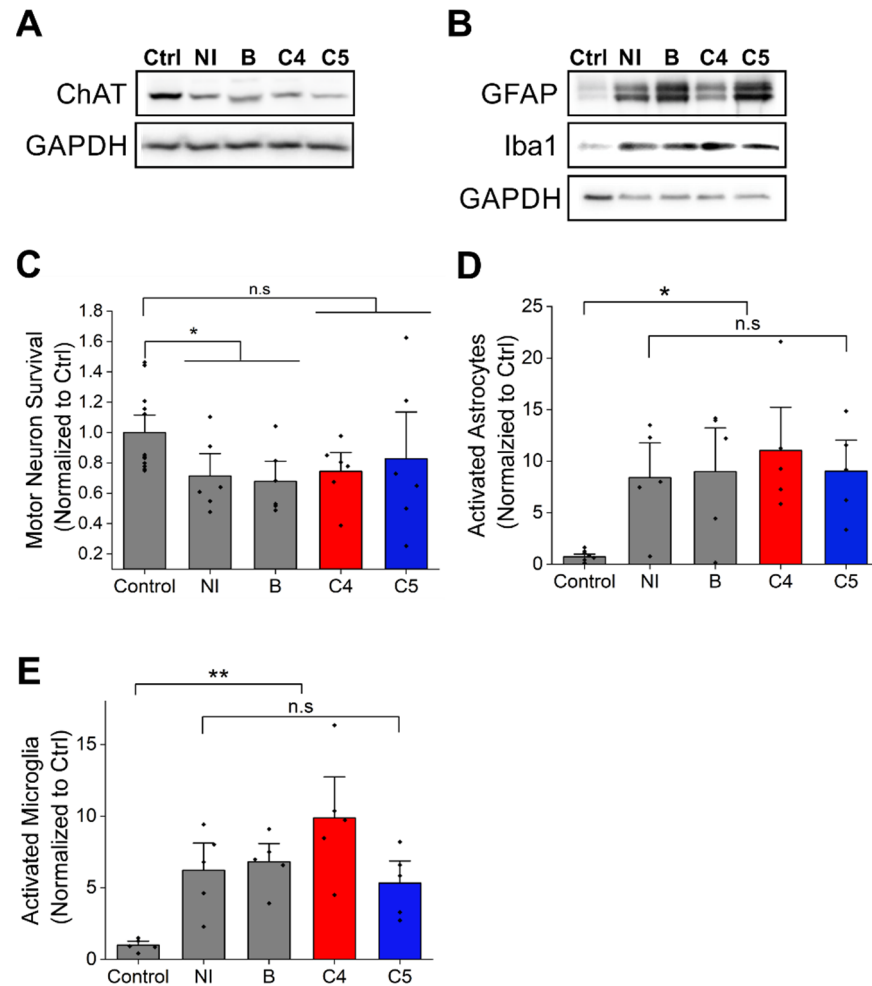 A
Ctrl NI B C4 C5
ChAT
GAPDH
B
Ctrl NI B C4 C5
GFAP
Iba1
GAPDH
C
n.s
*
Motor Neuron Survival
(Normalized to Ctrl)
1.8
1.6
1.4
1.2
1.0
0.8
0.6
0.4
0.2
Control NI B C4 C5
D
*
n.s
Activated Astrocytes
(Normalzied to Ctrl)
25
20
15
10
5
0
Control NI B C4 C5
E
**
n.s
Activated Microglia
(Normalized to Ctrl)
15
10
5
0
Control NI B C4 C5